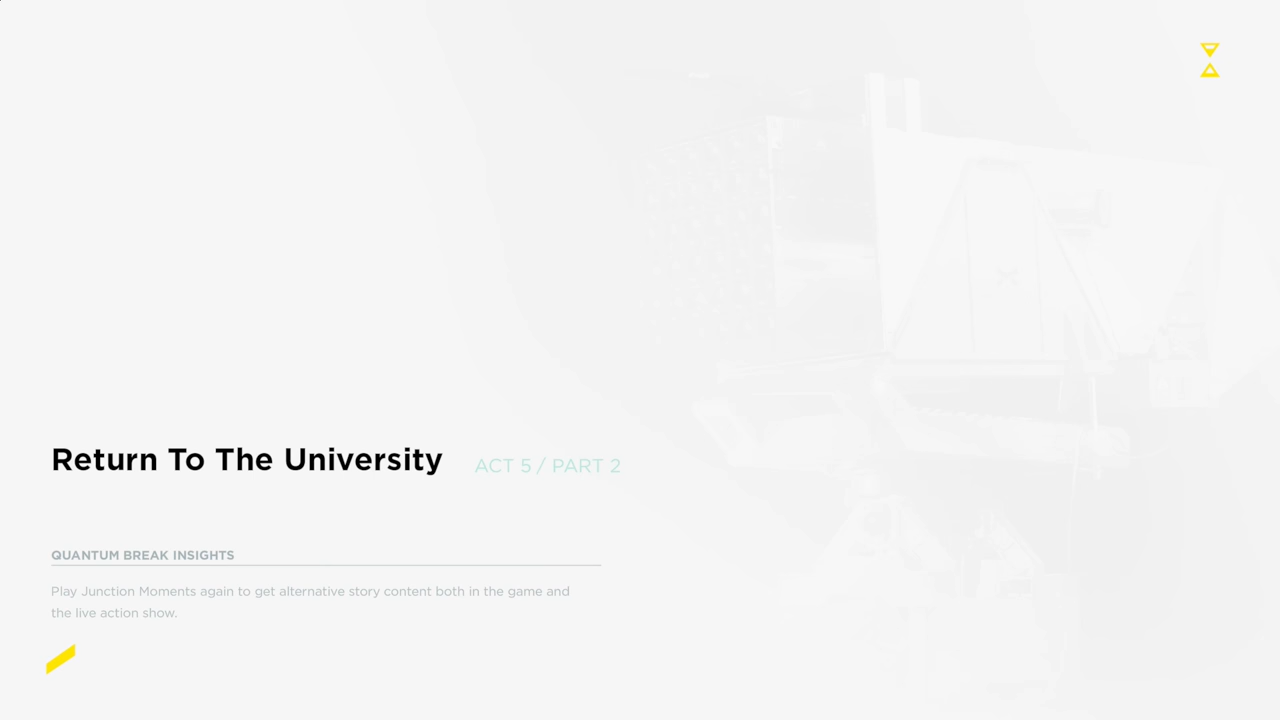 Return To The University ACT 5 / PART 2
QUANTUM BREAK INSIGHTS
Play Junction Moments again to get alternative story content both in the game and
the live action show.